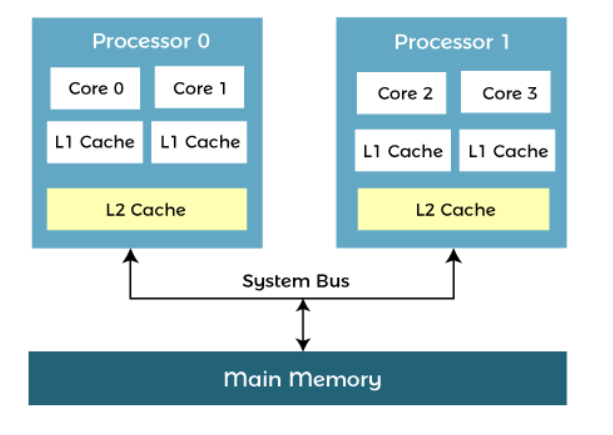 Processor 0
Core 0 Core 1
L1 Cache L1 Cache
L2 Cache
Processor 1
Core 2 Core 3
L1 Cache L1 Cache
L2 Cache
System Bus
Main Memory